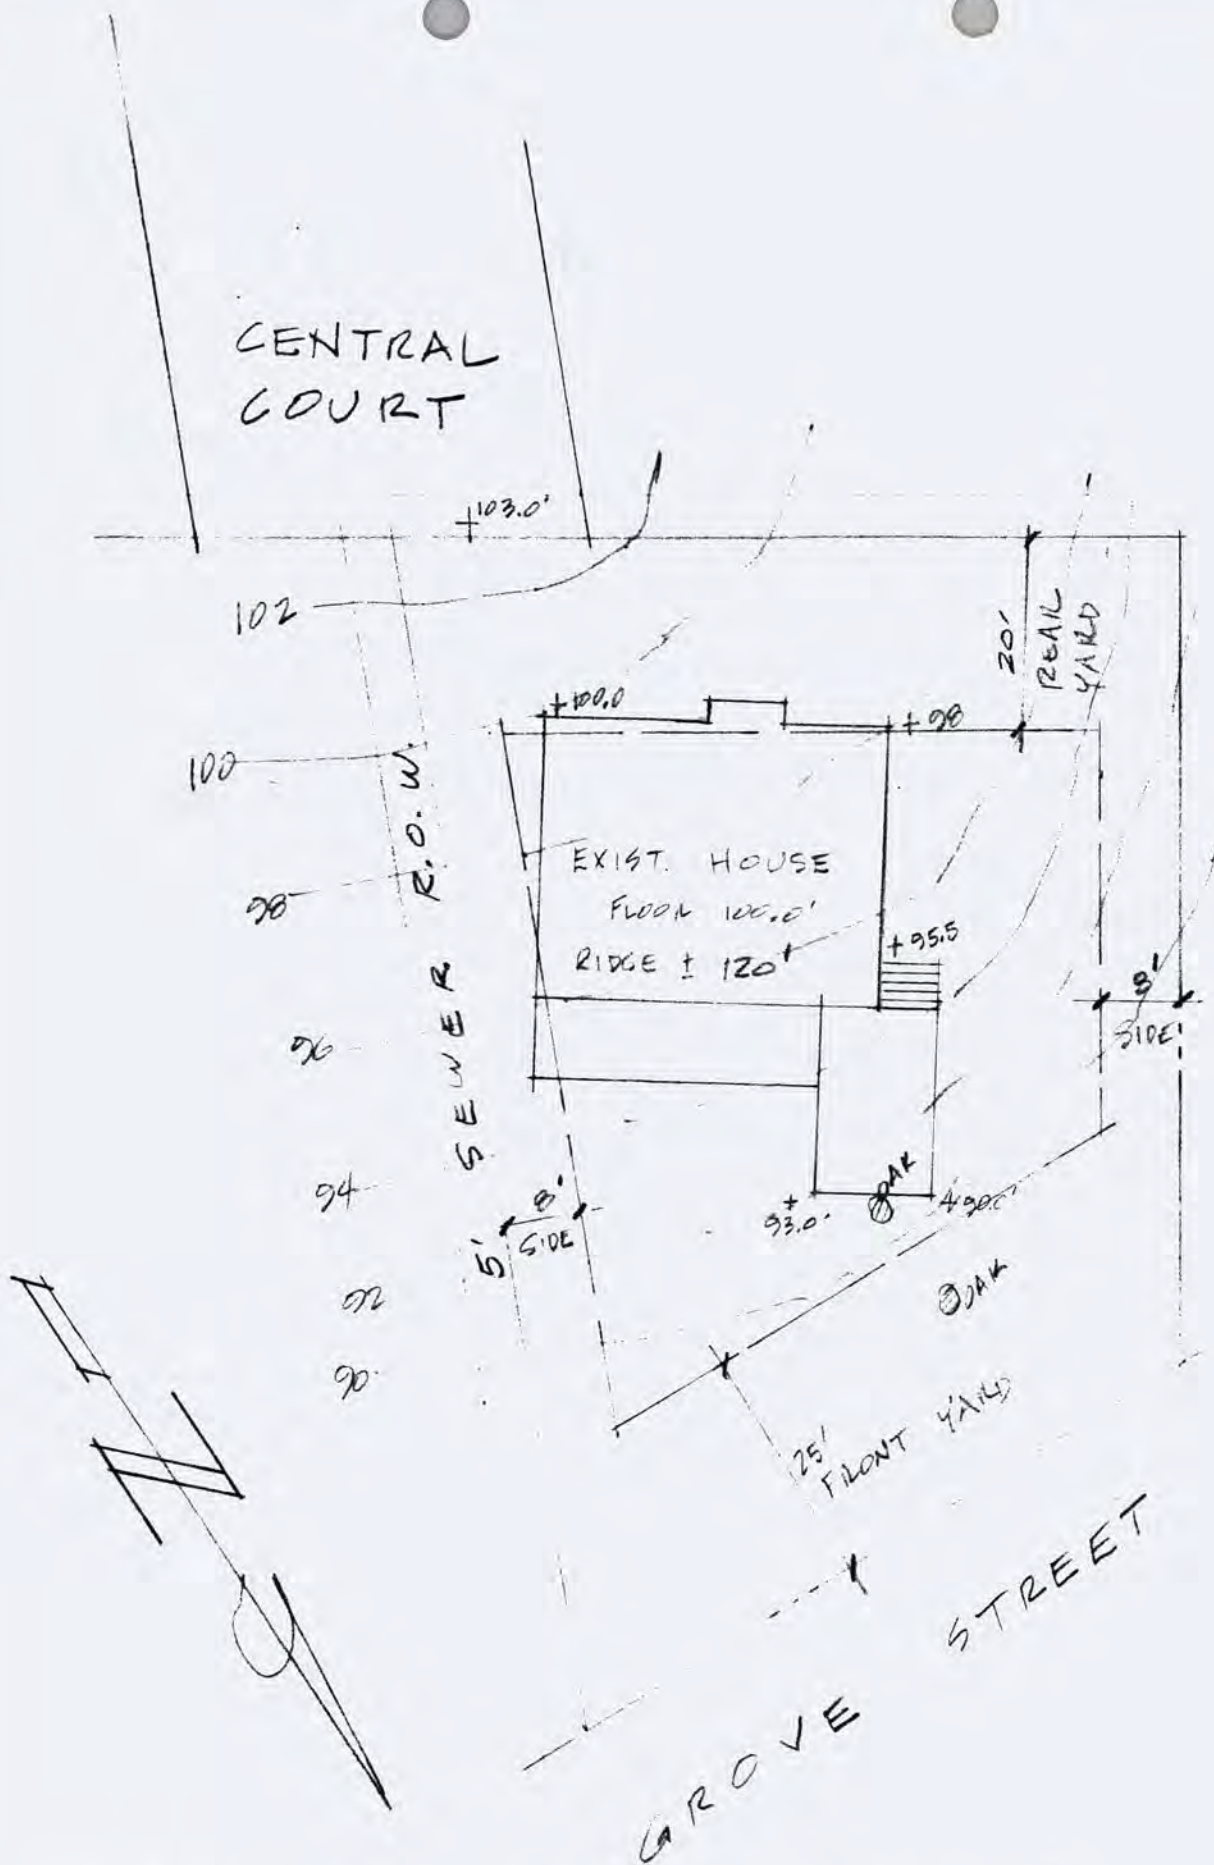 CENTRAL
COURT
103.0'
102
20'
REAR
YARD
100.0
98
100
SEWER R.O.W.
EXIST. HOUSE
FLOOR 100.0'
RIDGE ± 120'
98
95.5
8'
SIDE
96
94
8'
SIDE
5'
93.0'
OAK
OAK
92
90
25'
FRONT YARD
N
GROVE STREET